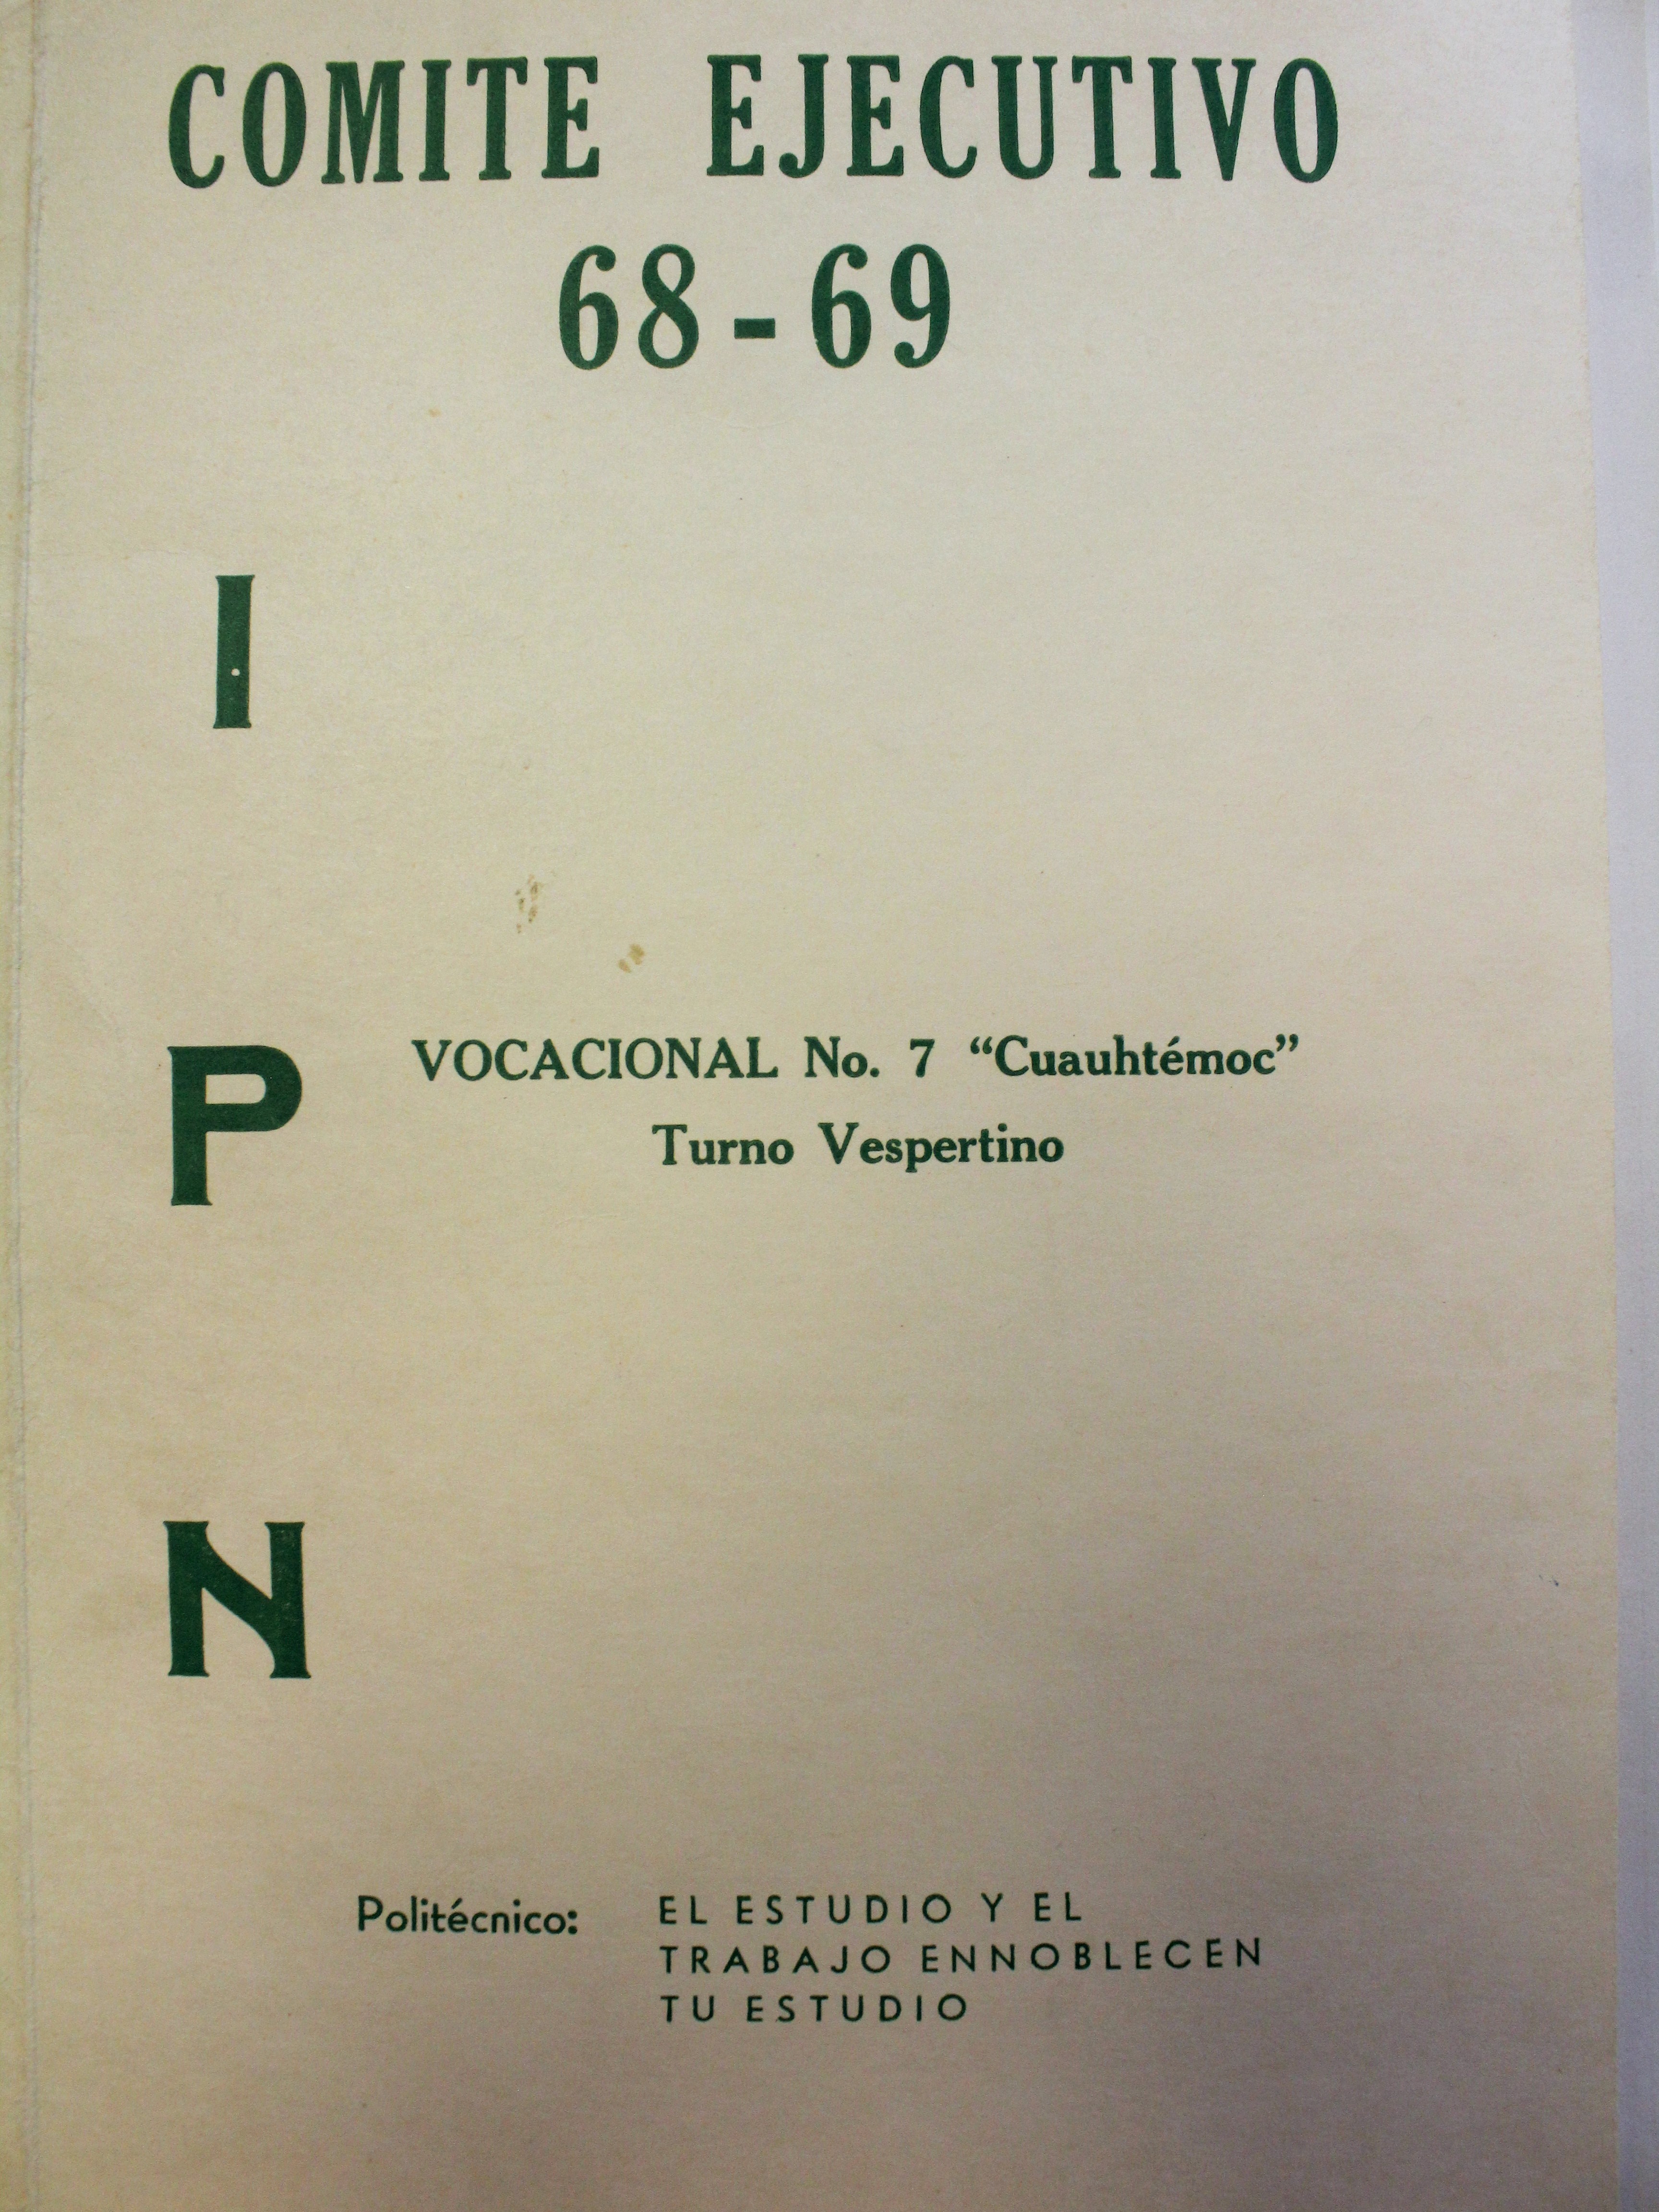 COMITE EJECUTIVO
68-69
I
P
VOCACIONAL No. 7 “Cuauhtémoc”
Turno Vespertino
N
Politécnico: EL ESTUDIO Y EL
TRABAJO ENNOBLECEN
TU ESTUDIO